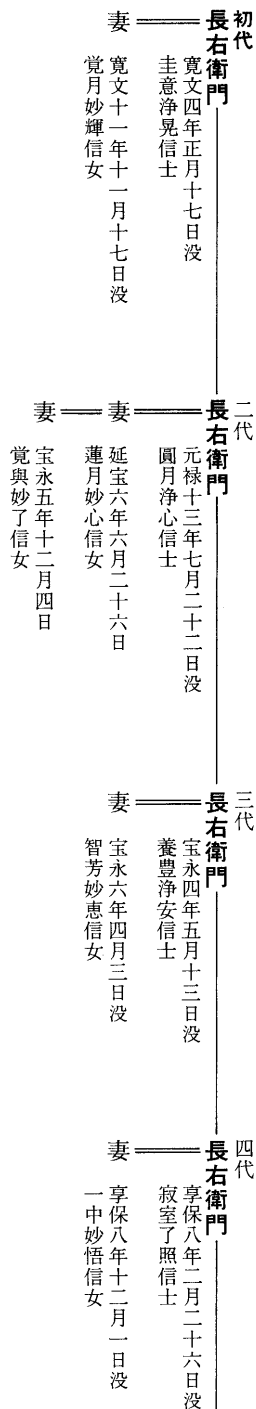 初代
長右衛門
寛文四年正月十七日没
圭意浄晃信士
妻
寛文十一年十一月十七日没
覚月妙輝信女
二代
長右衛門
元禄十三年七月二十二日没
圓月浄心信士
妻
延宝六年六月二十六日
蓮月妙心信女
妻
宝永五年十二月四日
覚與妙了信女
三代
長右衛門
宝永四年五月十三日没
養豊浄安信士
妻
宝永六年四月三日没
智芳妙恵信女
四代
長右衛門
享保八年二月二十六日没
寂室了照信士
妻
享保八年十二月一日没
一中妙悟信女